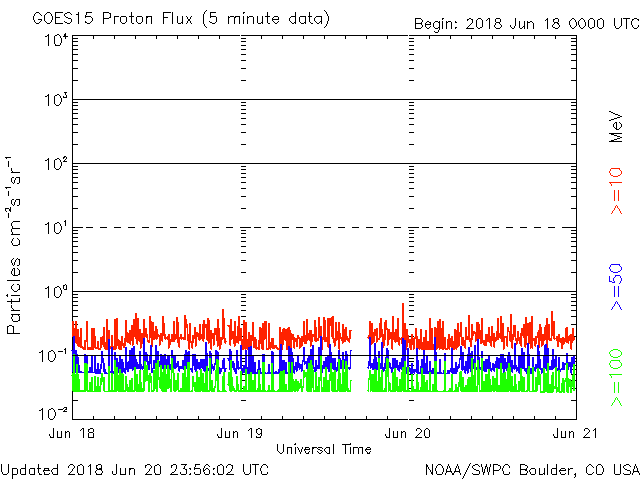 GOES15 Proton Flux (5 minute data)
Begin: 2018 Jun 18 0000 UTC
Particles cm⁻²s⁻¹sr⁻¹
10⁴
10³
10²
10¹
10⁰
10⁻¹
10⁻²
Jun 18
Jun 19
Jun 20
Jun 21
Universal Time
MeV
>=10
>=50
>=100
Updated 2018 Jun 20 23:56:02 UTC
NOAA/SWPC Boulder, CO USA